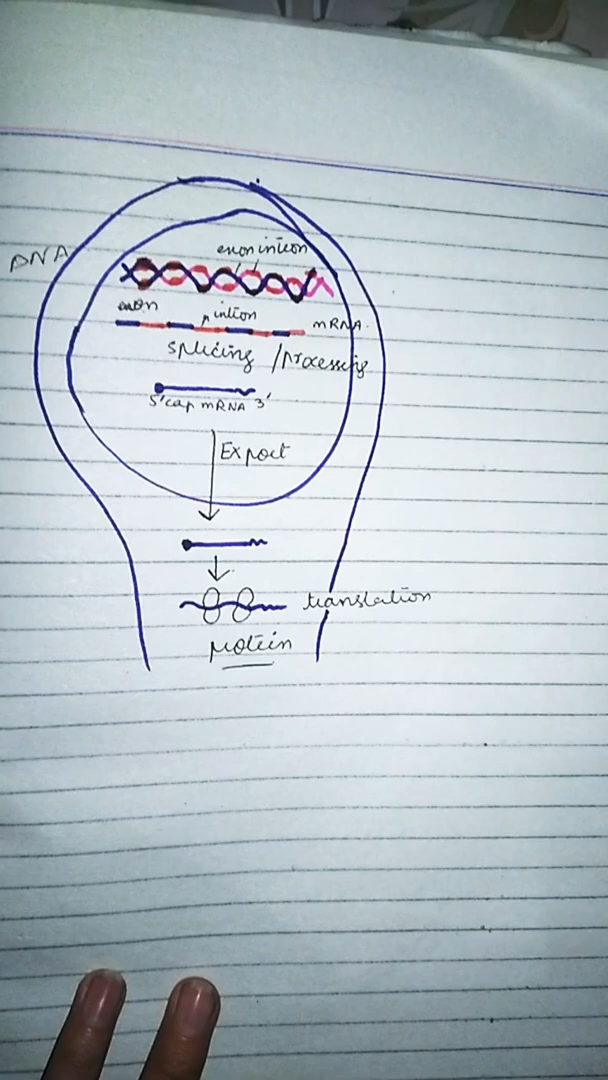 DNA
exon intron
exon
intron
mRNA.
splicing /processing
5'cap mRNA 3'
Export
translation
protein